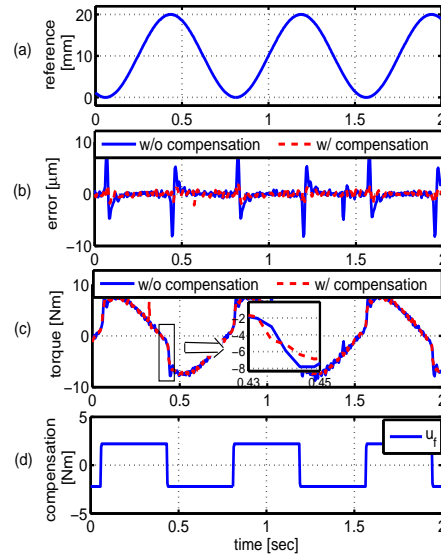 (a)
reference
[mm]
20
10
0
0 0.5 1 1.5 2
(b)
error [µm]
10
0
−10
w/o compensation w/ compensation
0 0.5 1 1.5 2
(c)
torque [Nm]
10
0
−10
w/o compensation w/ compensation
−2
−4
−6
−8
0.43 0.45
0 0.5 1 1.5 2
(d)
compensation
[Nm]
5
0
−5
u_f
0 0.5 1 1.5 2
time [sec]